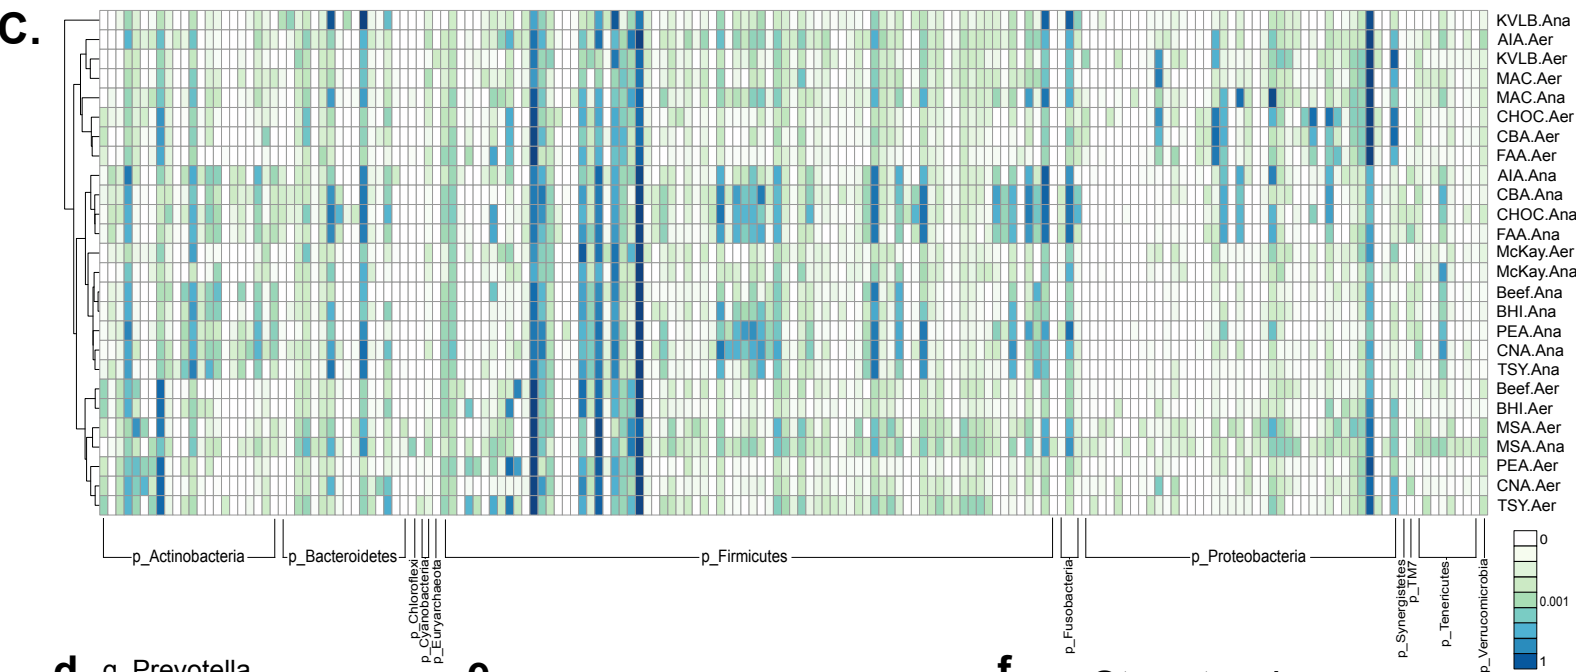 C.
KVLB.Ana
AIA.Aer
KVLB.Aer
MAC.Aer
MAC.Ana
CHOC.Aer
CBA.Aer
FAA.Aer
AIA.Ana
CBA.Ana
CHOC.Ana
FAA.Ana
McKay.Aer
McKay.Ana
Beef.Ana
BHI.Ana
PEA.Ana
CNA.Ana
TSY.Ana
Beef.Aer
BHI.Aer
MSA.Aer
MSA.Ana
PEA.Aer
CNA.Aer
TSY.Aer
p_Actinobacteria
p_Bacteroidetes
p_Chloroflexi
p_Cyanobacteria
p_Euryarchaeota
p_Firmicutes
p_Fusobacteria
p_Proteobacteria
p_Synergistetes
p_TM7
p_Tenericutes
p_Verrucomicrobia
0
0.001
1
d g_Prevotella
e
f